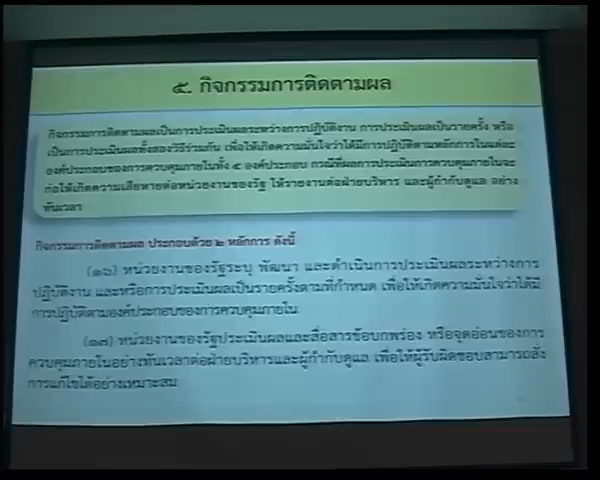 ๕. กิจกรรมการติดตามผล
กิจกรรมการติดตามผลเป็นการประเมินผลระหว่างการปฏิบัติงาน การประเมินผลเป็นรายครั้ง หรือ
เป็นการประเมินผลทั้งสองวิธีร่วมกัน เพื่อให้เกิดความมั่นใจว่าได้มีการปฏิบัติตามหลักการในแต่ละ
องค์ประกอบของการควบคุมภายในทั้ง ๕ องค์ประกอบ กรณีที่ผลการประเมินการควบคุมภายในจะ
ก่อให้เกิดความเสียหายต่อหน่วยงานของรัฐ ให้รายงานต่อฝ่ายบริหาร และผู้กำกับดูแล อย่าง
ทันเวลา
กิจกรรมการติดตามผล ประกอบด้วย ๒ หลักการ ดังนี้
(๑๖) หน่วยงานของรัฐระบุ พัฒนา และดำเนินการประเมินผลระหว่างการ
ปฏิบัติงาน และหรือการประเมินผลเป็นรายครั้งตามที่กำหนด เพื่อให้เกิดความมั่นใจว่าได้มี
การปฏิบัติตามองค์ประกอบของการควบคุมภายใน
(๑๗) หน่วยงานของรัฐประเมินผลและสื่อสารข้อบกพร่อง หรือจุดอ่อนของการ
ควบคุมภายในอย่างทันเวลาต่อฝ่ายบริหารและผู้กำกับดูแล เพื่อให้ผู้รับผิดชอบสามารถสั่ง
การแก้ไขได้อย่างเหมาะสม